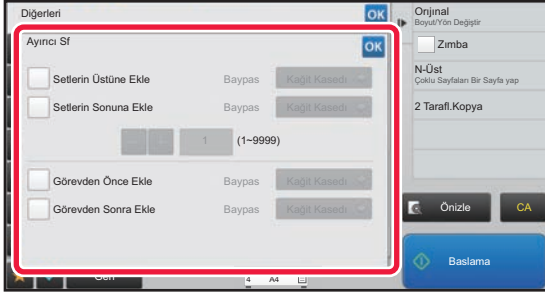 Diğerleri
OK
Ayırıcı Sf
OK
Setlerin Üstüne Ekle
Baypas
Kağıt Kasedi
Setlerin Sonuna Ekle
Baypas
Kağıt Kasedi
1
(1~9999)
Görevden Önce Ekle
Baypas
Kağıt Kasedi
Görevden Sonra Ekle
Baypas
Kağıt Kasedi
4 A4
Orijinal
Boyut/Yön Değiştir
Zımba
N-Üst
Çoklu Sayfaları Bir Sayfa yap
2 Tarafl.Kopya
Önizle
CA
Baslama